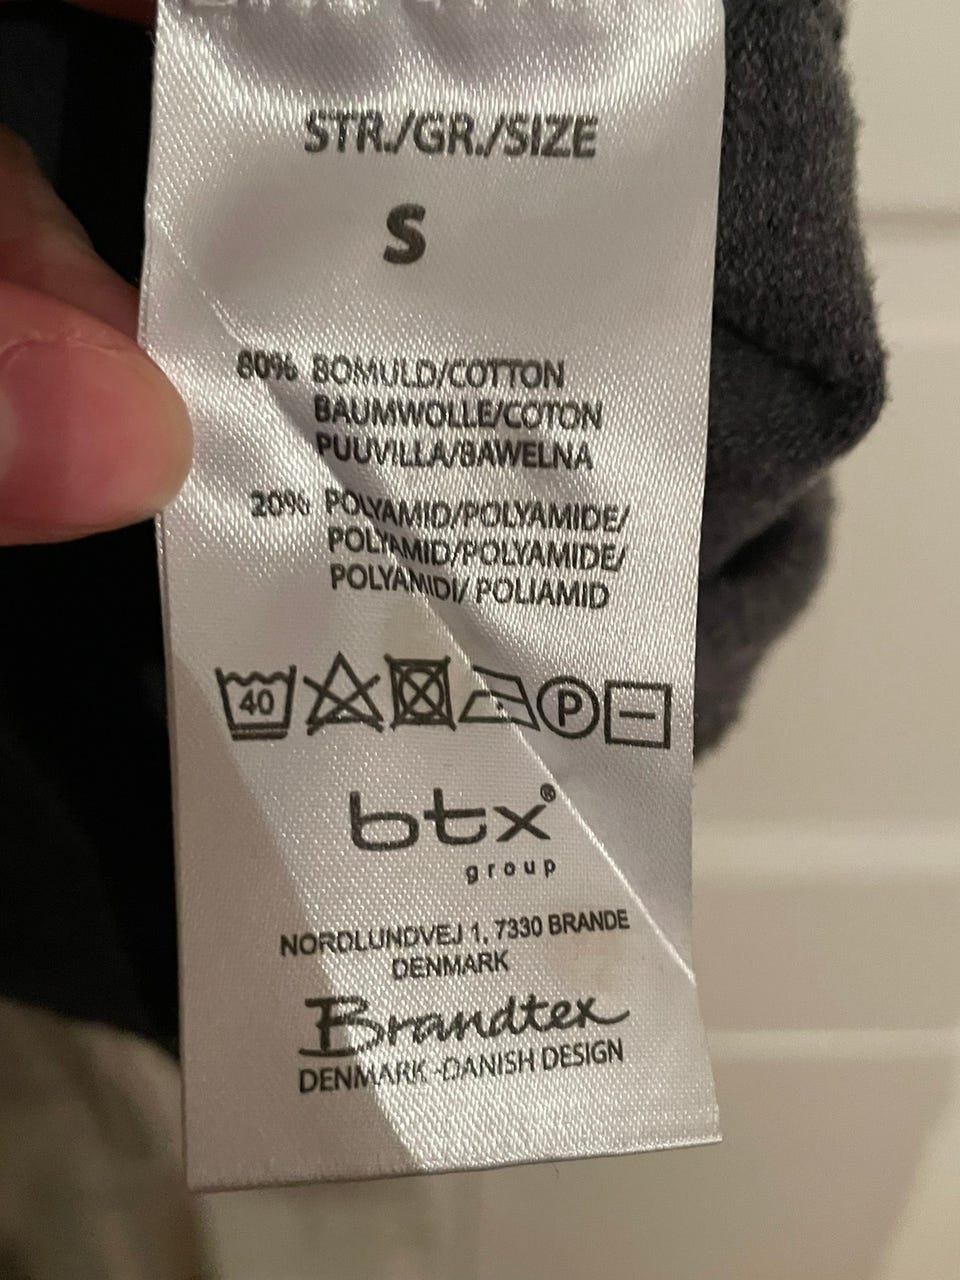 STR./GR./SIZE
S
80% BOMULD/COTTON
BAUMWOLLE/COTON
PUUVILLA/BAWELNA
20% POLYAMID/POLYAMIDE/
POLYAMID/POLYAMIDE/
POLYAMIDI/ POLIAMID
40 P
btx®
group
NORDLUNDVEJ 1, 7330 BRANDE
DENMARK
Brandtex
DENMARK -DANISH DESIGN